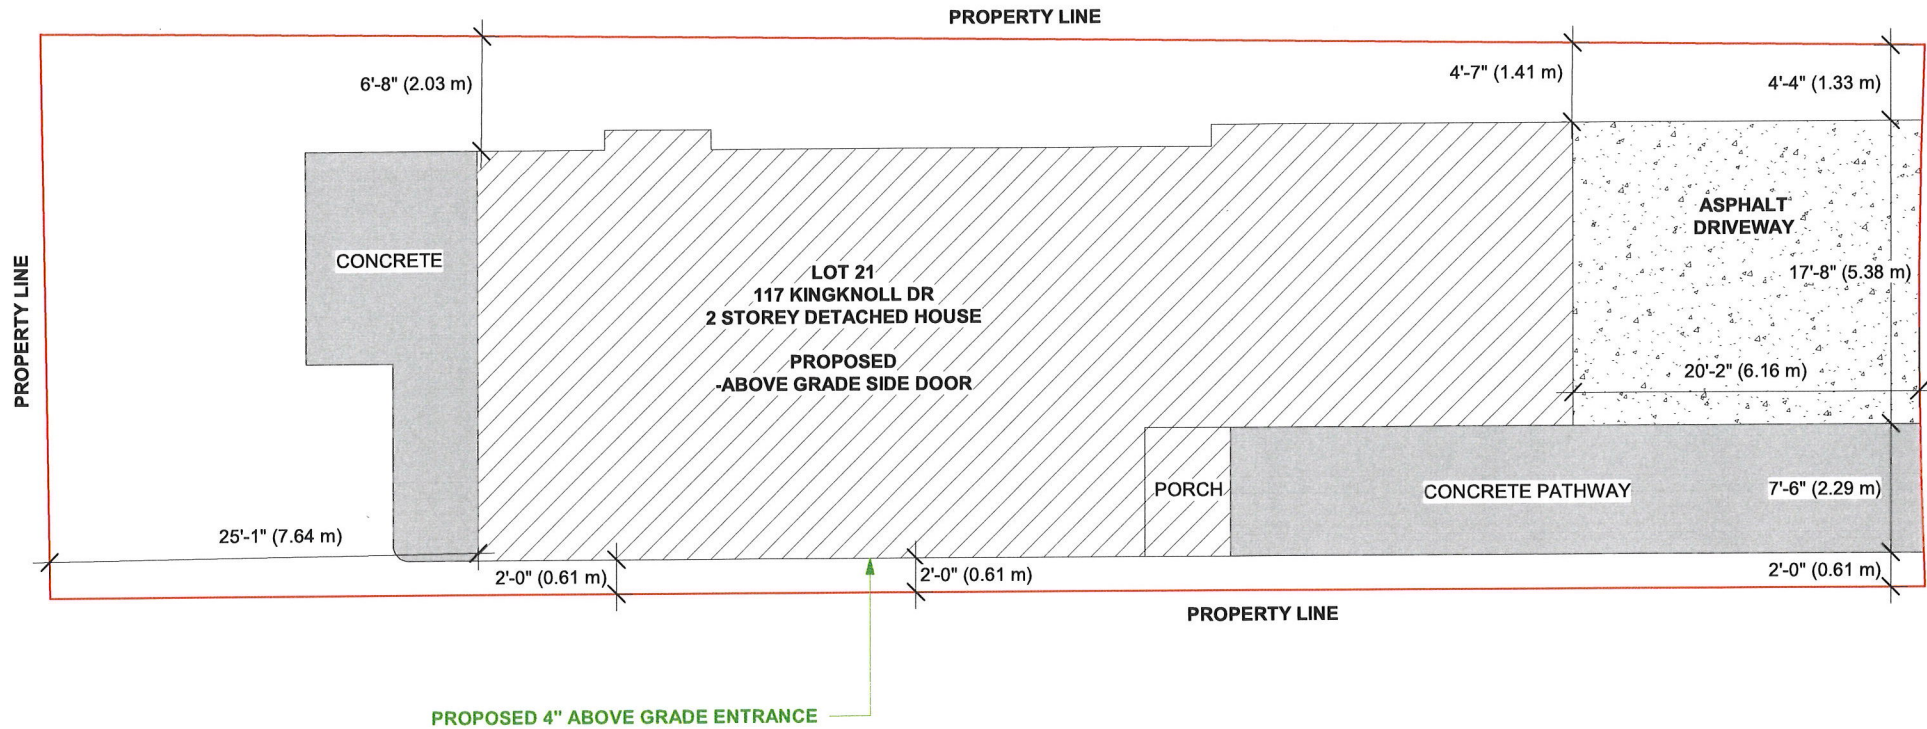 PROPERTY LINE
6'-8" (2.03 m)
4'-7" (1.41 m)
4'-4" (1.33 m)
CONCRETE
ASPHALT
DRIVEWAY
LOT 21
117 KINGKNOLL DR
2 STOREY DETACHED HOUSE
PROPOSED
-ABOVE GRADE SIDE DOOR
17'-8" (5.38 m)
20'-2" (6.16 m)
PROPERTY LINE
PORCH
CONCRETE PATHWAY
7'-6" (2.29 m)
25'-1" (7.64 m)
2'-0" (0.61 m)
2'-0" (0.61 m)
2'-0" (0.61 m)
PROPERTY LINE
PROPOSED 4" ABOVE GRADE ENTRANCE